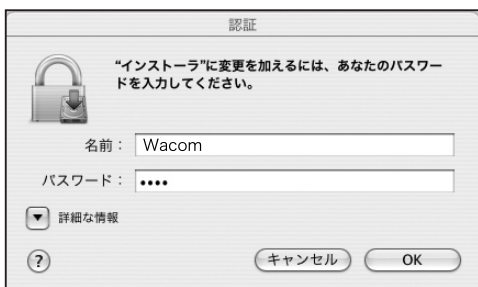 認証
“インストーラ”に変更を加えるには、あなたのパスワー
ドを入力してください。
名前： Wacom
パスワード： ••••
詳細な情報
?
キャンセル OK